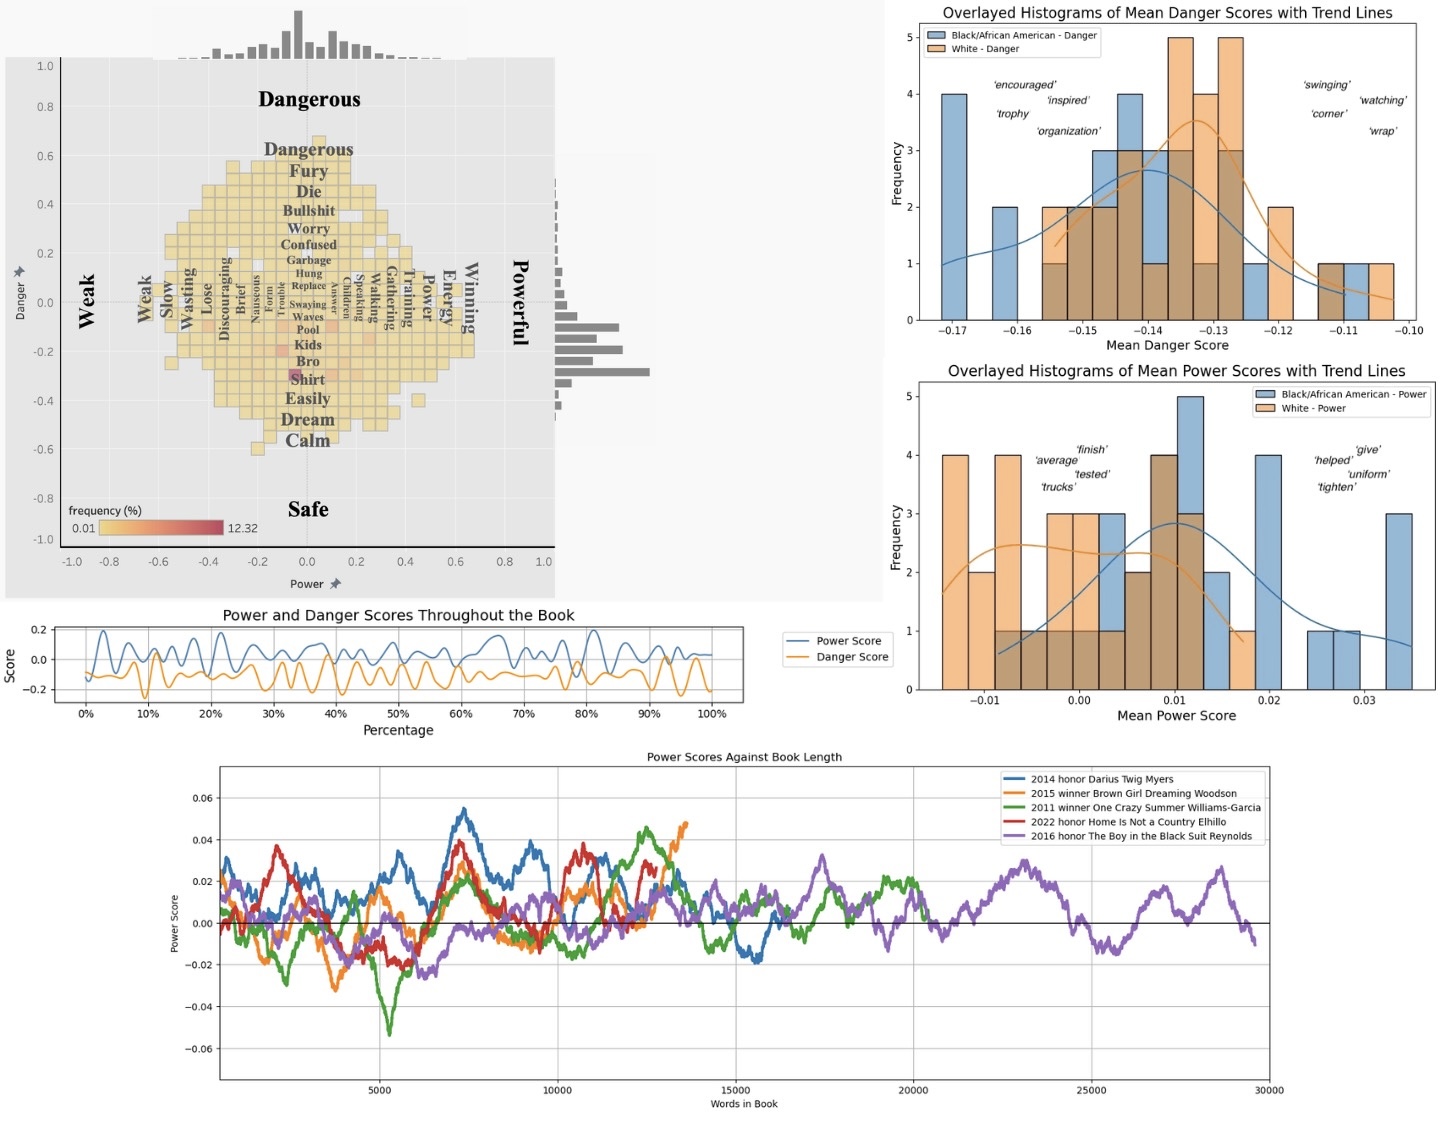 1.0
0.8
0.6
0.4
0.2
0.0
-0.2
-0.4
-0.6
-0.8
-1.0
Danger
Dangerous
Dangerous
Fury
Die
Bullshit
Worry
Confused
Garbage
Hung
Replace
Swaying
Waves
Pool
Kids
Bro
Shirt
Easily
Dream
Calm
Safe
Weak
Weak
Slow
Wasting
Lose
Discouraging
Brief
Nauseous
Form
Trouble
Answer
Children
Speaking
Walking
Gathering
Training
Power
Energy
Winning
Powerful
frequency (%)
0.01 12.32
-1.0 -0.8 -0.6 -0.4 -0.2 0.0 0.2 0.4 0.6 0.8 1.0
Power
Overlayed Histograms of Mean Danger Scores with Trend Lines
Black/African American - Danger
White - Danger
'encouraged'
'inspired'
'trophy
'organization'
'swinging'
'watching'
'corner'
'wrap'
Frequency
5
4
3
2
1
0
−0.17 −0.16 −0.15 −0.14 −0.13 −0.12 −0.11 −0.10
Mean Danger Score
Overlayed Histograms of Mean Power Scores with Trend Lines
Black/African American - Power
White - Power
'finish'
'average
'tested'
'trucks'
'give'
'helped'
'uniform'
'tighten'
Frequency
5
4
3
2
1
0
−0.01 0.00 0.01 0.02 0.03
Mean Power Score
Power and Danger Scores Throughout the Book
Score
0.2
0.0
−0.2
0% 10% 20% 30% 40% 50% 60% 70% 80% 90% 100%
Percentage
Power Score
Danger Score
Power Scores Against Book Length
2014 honor Darius Twig Myers
2015 winner Brown Girl Dreaming Woodson
2011 winner One Crazy Summer Williams-Garcia
2022 honor Home Is Not a Country Elhillo
2016 honor The Boy in the Black Suit Reynolds
Power Score
0.06
0.04
0.02
0.00
−0.02
−0.04
−0.06
5000 10000 15000 20000 25000 30000
Words in Book